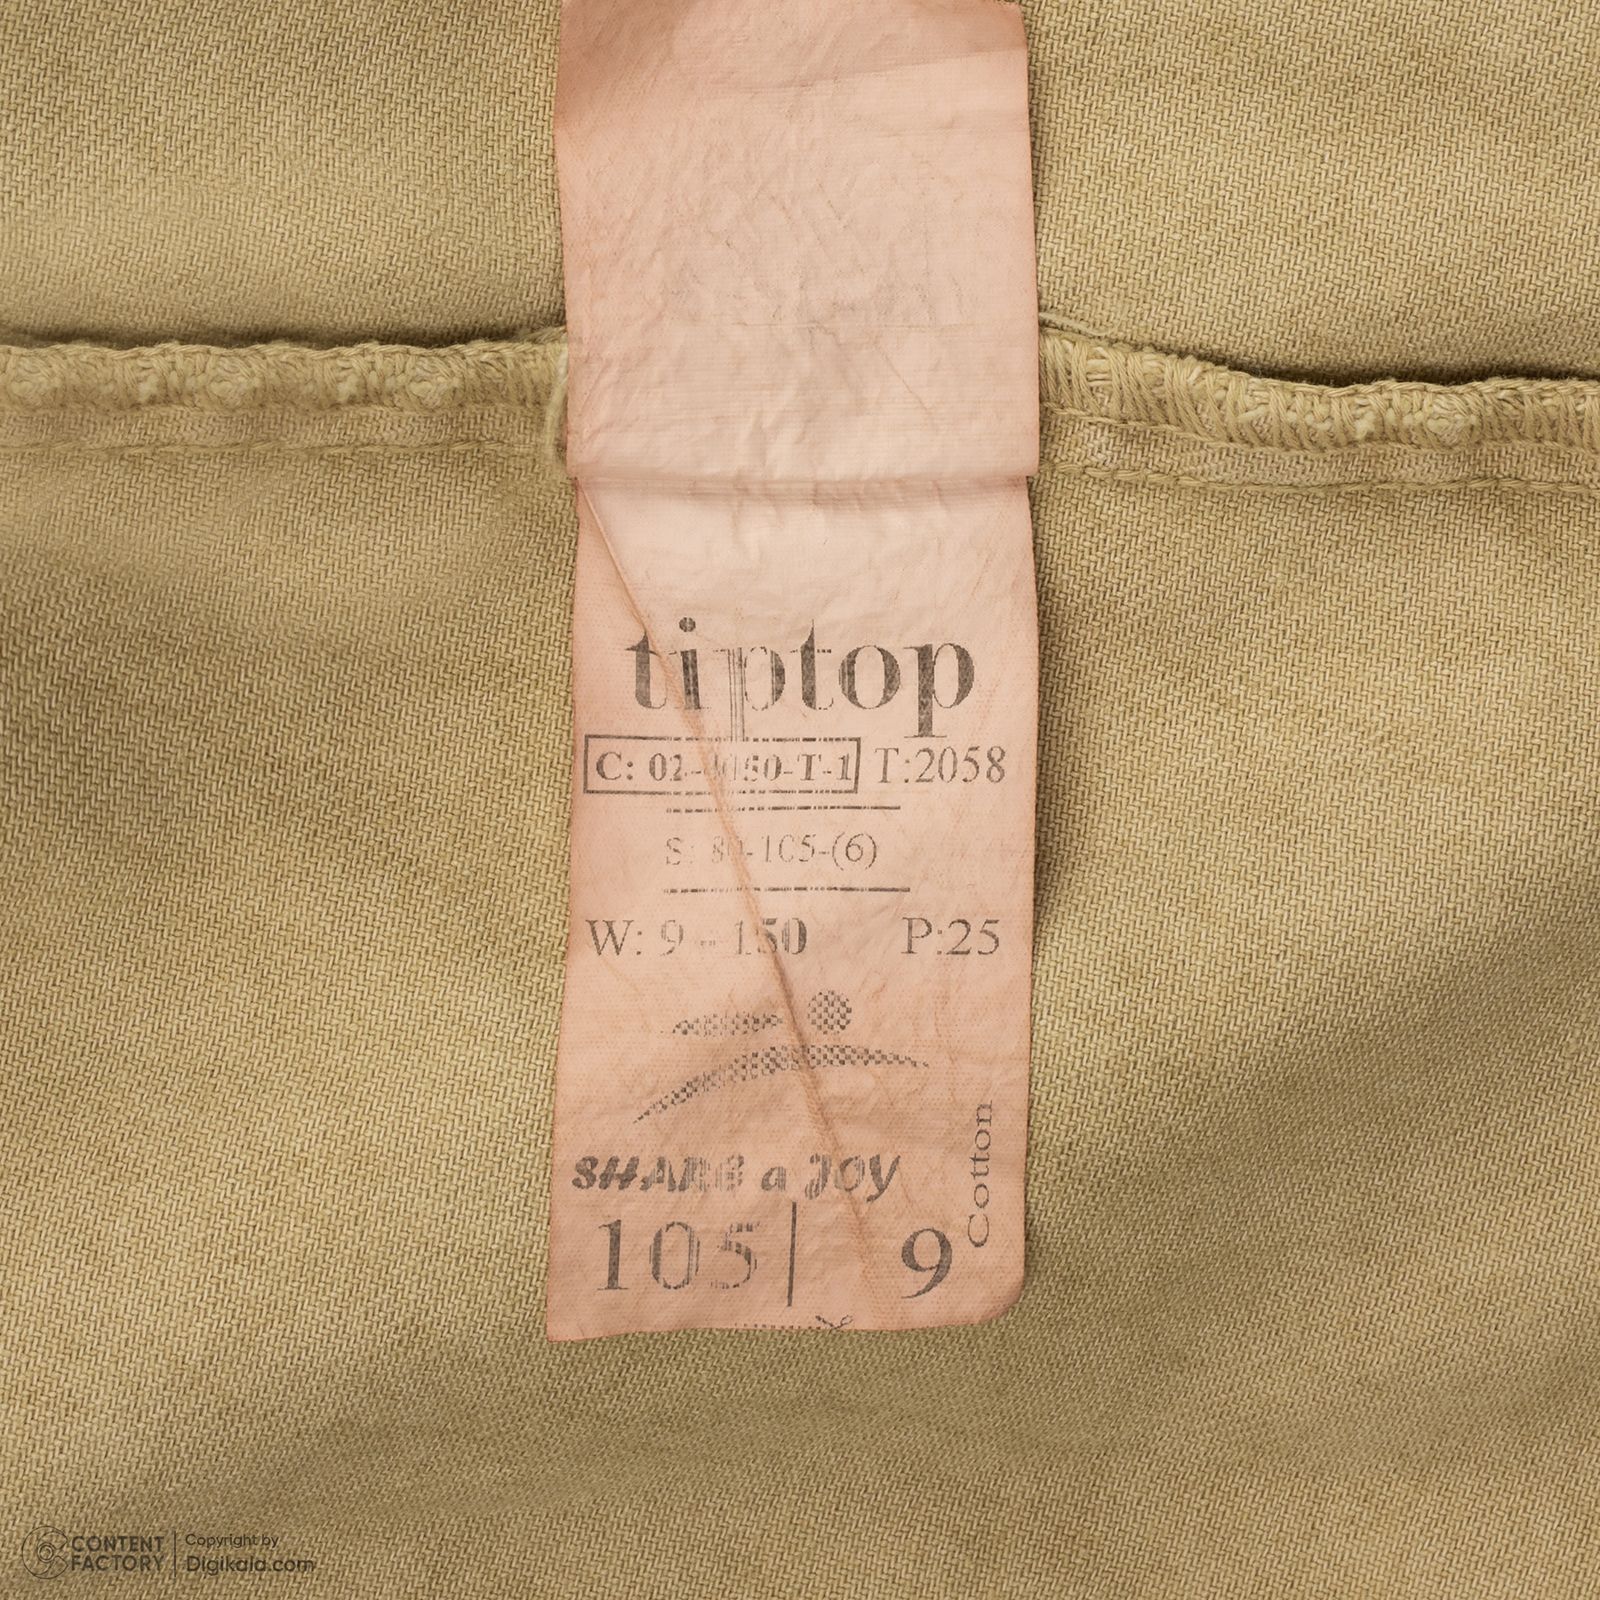 tiptop
T:2058
W: 9 - 150 P:25
SHARE a JOY
Cotton
105 | 9
CONTENT FACTORY
Copyright by
Digikala.com